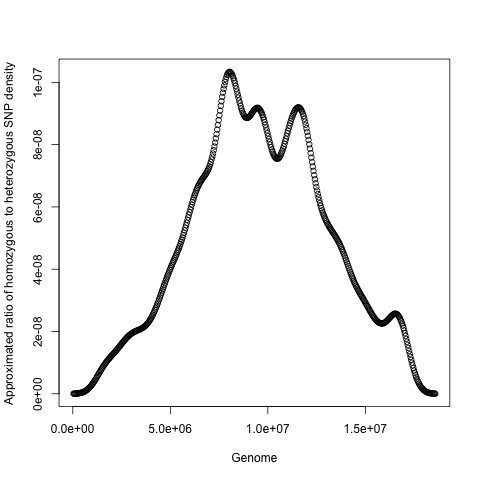 Approximated ratio of homozygous to heterozygous SNP density
1e-07
8e-08
6e-08
4e-08
2e-08
0e+00
0.0e+00 5.0e+06 1.0e+07 1.5e+07
Genome